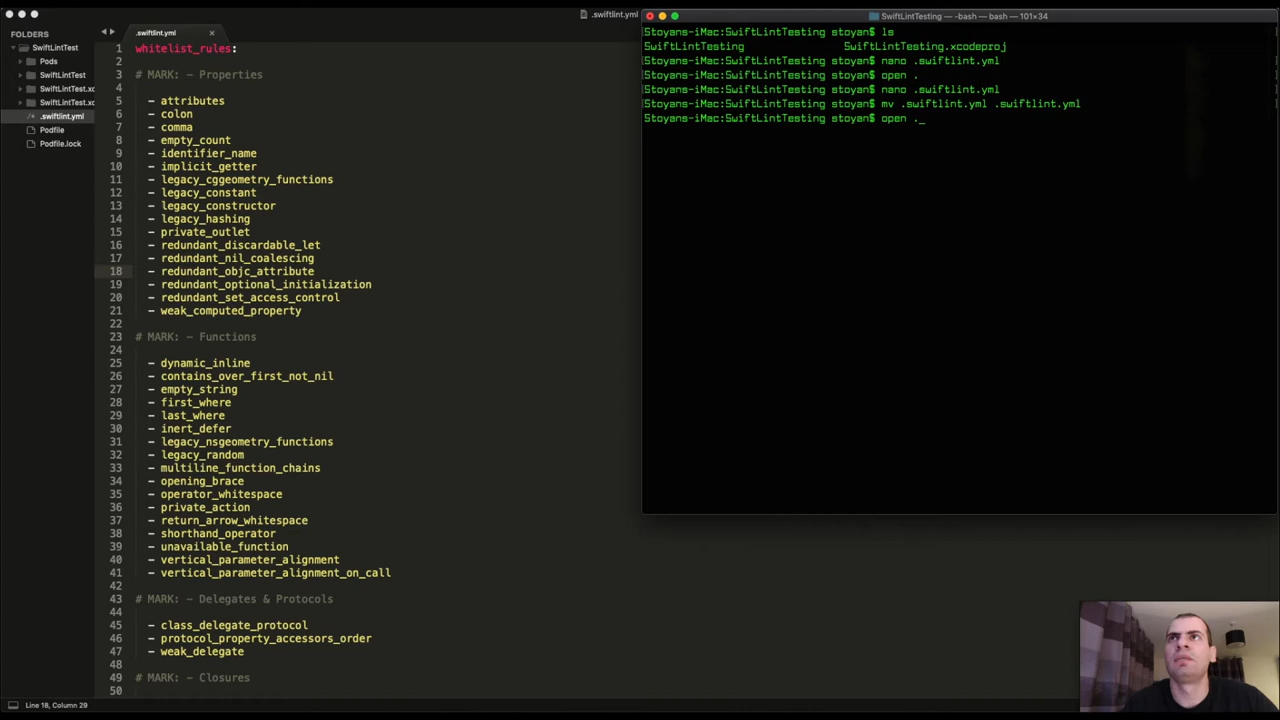 .swiftlint.yml
SwiftLintTesting — -bash — bash — 101×34
FOLDERS
SwiftLintTest
Pods
SwiftLintTest
SwiftLintTest.xc
.swiftlint.yml
Podfile
Podfile.lock
.swiftlint.yml ×
1 whitelist_rules:
2
3 # MARK: - Properties
4
5 - attributes
6 - colon
7 - comma
8 - empty_count
9 - identifier_name
10 - implicit_getter
11 - legacy_cggeometry_functions
12 - legacy_constant
13 - legacy_constructor
14 - legacy_hashing
15 - private_outlet
16 - redundant_discardable_let
17 - redundant_nil_coalescing
18 - redundant_objc_attribute
19 - redundant_optional_initialization
20 - redundant_set_access_control
21 - weak_computed_property
22
23 # MARK: - Functions
24
25 - dynamic_inline
26 - contains_over_first_not_nil
27 - empty_string
28 - first_where
29 - last_where
30 - inert_defer
31 - legacy_nsgeometry_functions
32 - legacy_random
33 - multiline_function_chains
34 - opening_brace
35 - operator_whitespace
36 - private_action
37 - return_arrow_whitespace
38 - shorthand_operator
39 - unavailable_function
40 - vertical_parameter_alignment
41 - vertical_parameter_alignment_on_call
42
43 # MARK: - Delegates & Protocols
44
45 - class_delegate_protocol
46 - protocol_property_accessors_order
47 - weak_delegate
48
49 # MARK: - Closures
50
Line 18, Column 29
Stoyans-iMac:SwiftLintTesting stoyan$ ls
SwiftLintTesting SwiftLintTesting.xcodeproj
Stoyans-iMac:SwiftLintTesting stoyan$ nano .swiftlint.yml
Stoyans-iMac:SwiftLintTesting stoyan$ open .
Stoyans-iMac:SwiftLintTesting stoyan$ nano .swiftlint.yml
Stoyans-iMac:SwiftLintTesting stoyan$ mv .swiftlint.yml .swiftlint.yml
Stoyans-iMac:SwiftLintTesting stoyan$ open ._